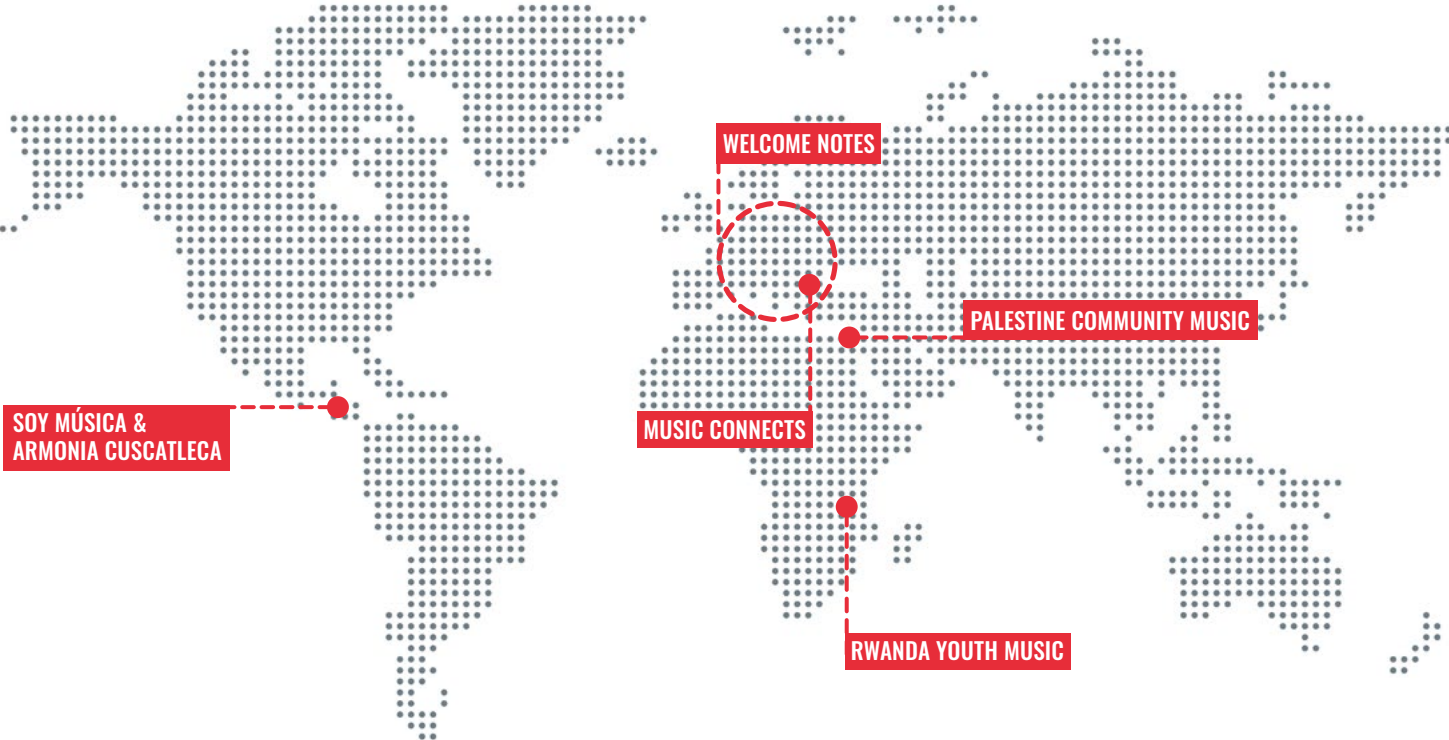 WELCOME NOTES
PALESTINE COMMUNITY MUSIC
SOY MÚSICA &
ARMONIA CUSCATLECA
MUSIC CONNECTS
RWANDA YOUTH MUSIC